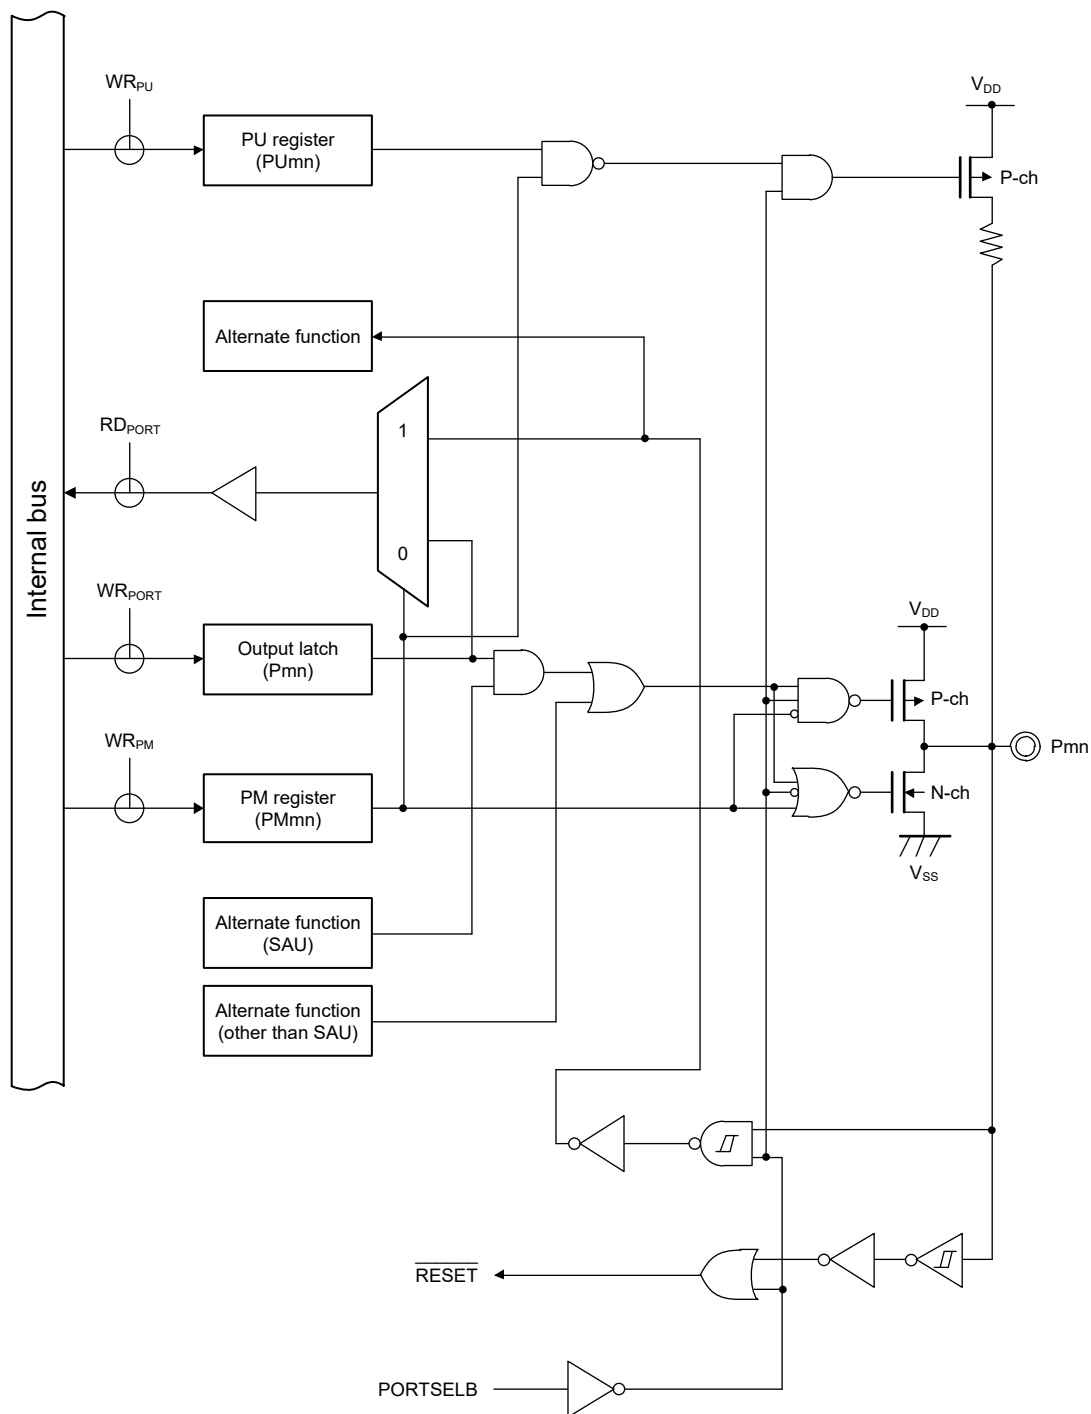 WRPU
VDD
PU register
(PUmn)
P-ch
Alternate function
RDPORT
1
0
Internal bus
WRPORT
Output latch
(Pmn)
VDD
P-ch
Pmn
WRPM
PM register
(PMmn)
N-ch
VSS
Alternate function
(SAU)
Alternate function
(other than SAU)
RESET
PORTSELB